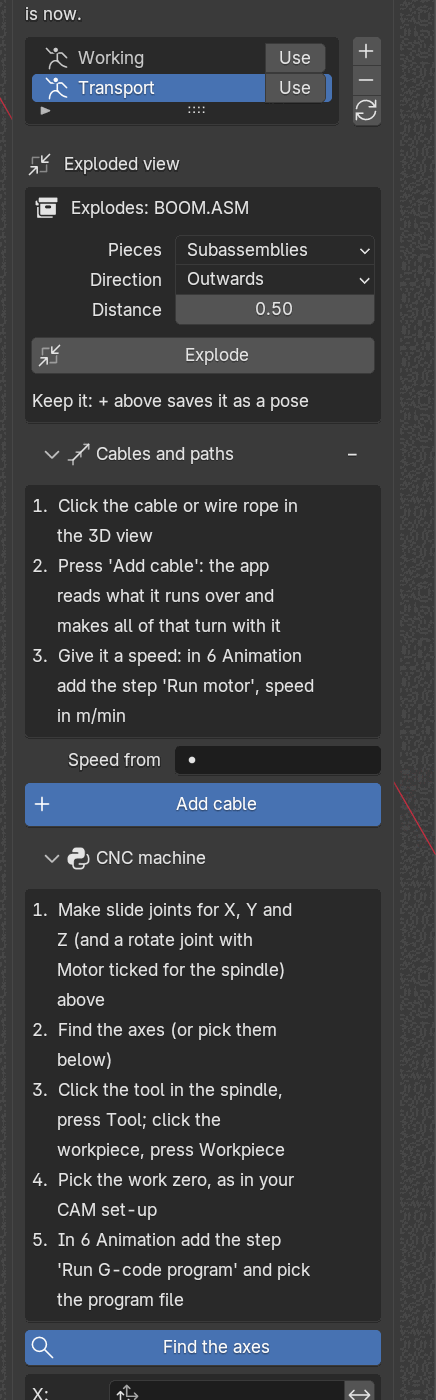 is now.
Working Use
Transport Use
Exploded view
Explodes: BOOM.ASM
Pieces Subassemblies
Direction Outwards
Distance 0.50
Explode
Keep it: + above saves it as a pose
Cables and paths
1. Click the cable or wire rope in
the 3D view
2. Press 'Add cable': the app
reads what it runs over and
makes all of that turn with it
3. Give it a speed: in 6 Animation
add the step 'Run motor', speed
in m/min
Speed from
Add cable
CNC machine
1. Make slide joints for X, Y and
Z (and a rotate joint with
Motor ticked for the spindle)
above
2. Find the axes (or pick them
below)
3. Click the tool in the spindle,
press Tool; click the
workpiece, press Workpiece
4. Pick the work zero, as in your
CAM set-up
5. In 6 Animation add the step
'Run G-code program' and pick
the program file
Find the axes
X: